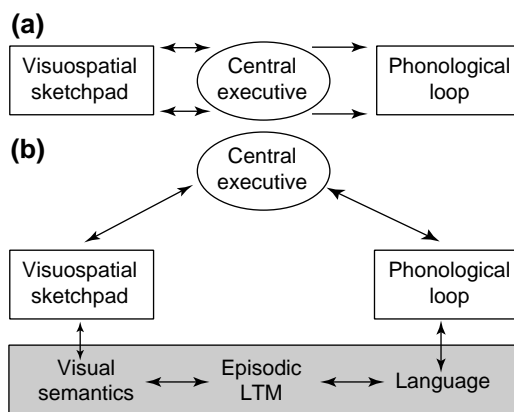 (a)
Visuospatial
sketchpad
Central
executive
Phonological
loop
(b)
Central
executive
Visuospatial
sketchpad
Phonological
loop
Visual
semantics
Episodic
LTM
Language